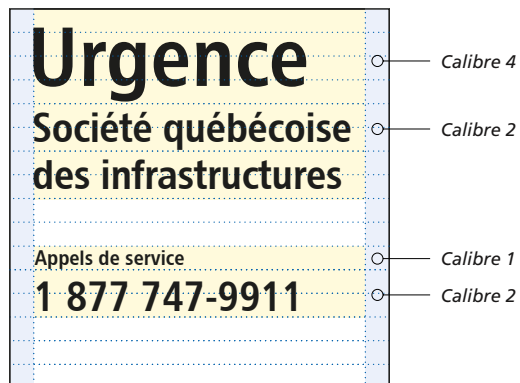 Urgence
Calibre 4
Société québécoise
Calibre 2
des infrastructures
Appels de service
Calibre 1
1 877 747-9911
Calibre 2